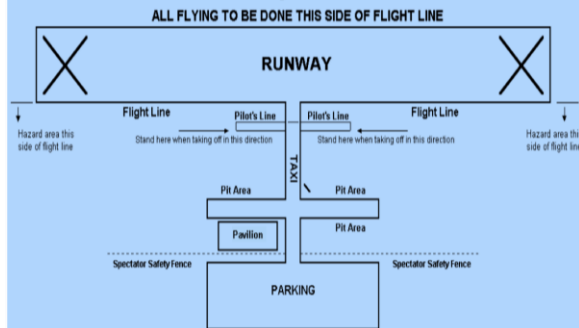 ALL FLYING TO BE DONE THIS SIDE OF FLIGHT LINE
RUNWAY
Flight Line
Pilot's Line
Pilot's Line
Flight Line
Hazard area this
side of flight line
Stand here when taking off in this direction
Stand here when taking off in this direction
Hazard area this
side of flight line
TAXI
Pit Area
Pit Area
Pavilion
Spectator Safety Fence
Spectator Safety Fence
PARKING